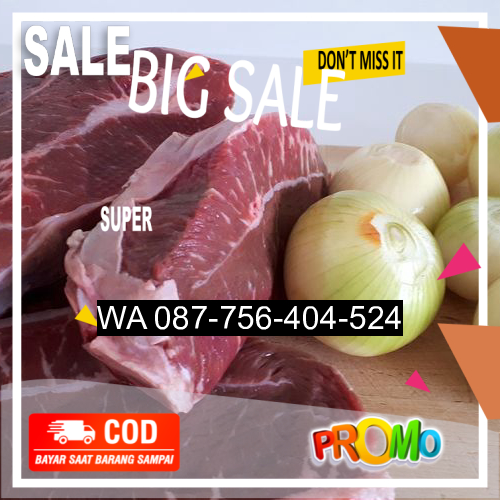 SALE
BIG SALE
DON'T MISS IT
SUPER
WA 087-756-404-524
COD
BAYAR SAAT BARANG SAMPAI
PROMO